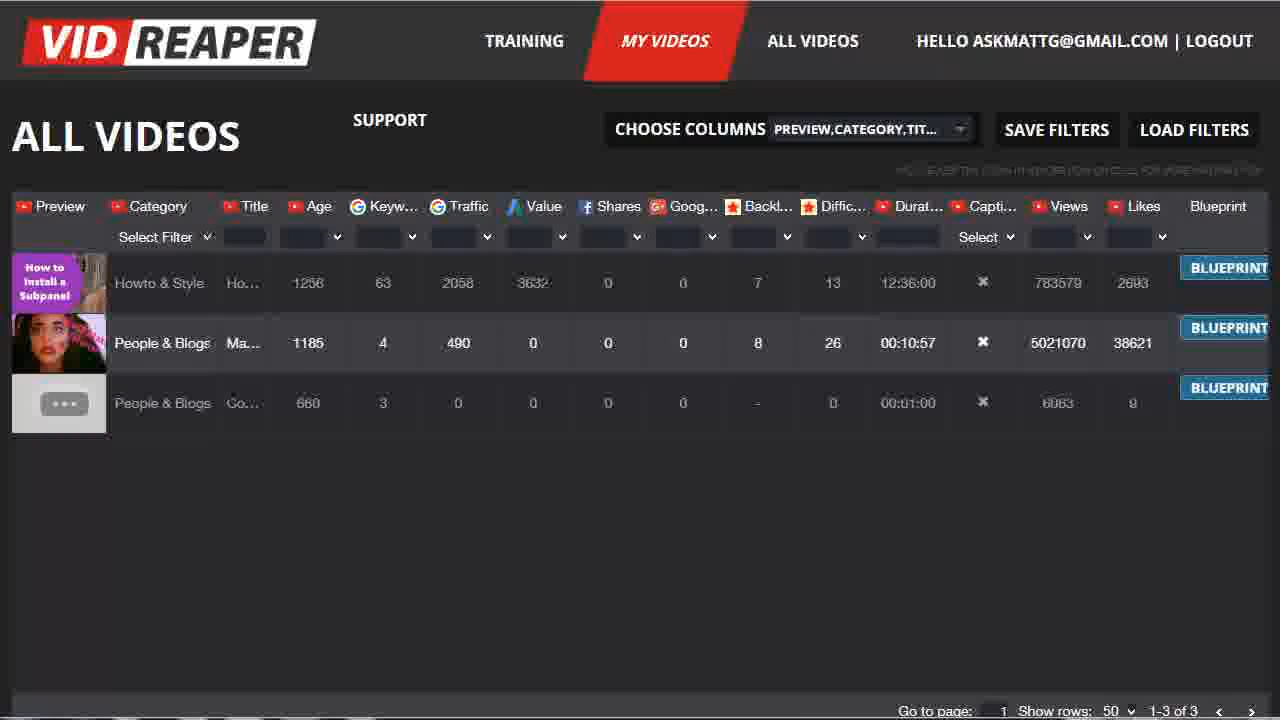 VID REAPER
TRAINING MY VIDEOS ALL VIDEOS HELLO ASKMATTG@GMAIL.COM | LOGOUT
ALL VIDEOS SUPPORT CHOOSE COLUMNS PREVIEW,CATEGORY,TIT... SAVE FILTERS LOAD FILTERS
Preview Category Title Age Keyw... Traffic Value Shares Goog... Backl... Diffic... Durat... Capti... Views Likes Blueprint
Select Filter Select
How to
Install a
Subpanel
Howto & Style Ho... 1256 63 2058 3632 0 0 7 13 12:36:00 ✖ 783579 2693 BLUEPRINT
People & Blogs Ma... 1185 4 490 0 0 0 8 26 00:10:57 ✖ 5021070 38621 BLUEPRINT
People & Blogs Go... 660 3 0 0 0 0 - 0 00:01:00 ✖ 6063 9 BLUEPRINT
Go to page: 1 Show rows: 50 1-3 of 3